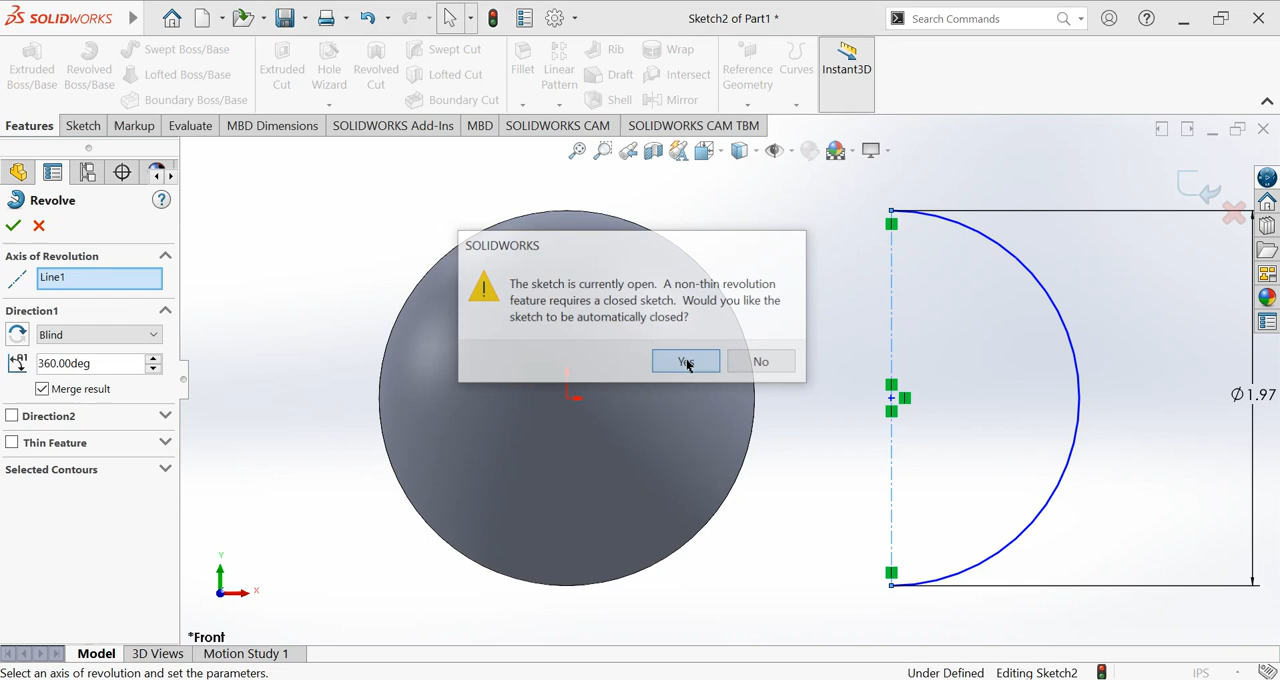 SOLIDWORKS
Sketch2 of Part1 *
Search Commands
Extruded Boss/Base
Revolved Boss/Base
Swept Boss/Base
Lofted Boss/Base
Boundary Boss/Base
Extruded Cut
Hole Wizard
Revolved Cut
Swept Cut
Lofted Cut
Boundary Cut
Fillet
Linear Pattern
Rib
Draft
Shell
Wrap
Intersect
Mirror
Reference Geometry
Curves
Instant3D
Features Sketch Markup Evaluate MBD Dimensions SOLIDWORKS Add-Ins MBD SOLIDWORKS CAM SOLIDWORKS CAM TBM
Revolve
Axis of Revolution
Line1
Direction1
Blind
360.00deg
Merge result
Direction2
Thin Feature
Selected Contours
SOLIDWORKS
The sketch is currently open. A non-thin revolution
feature requires a closed sketch. Would you like the
sketch to be automatically closed?
Yes No
Ø1.97
Y
X
*Front
Model 3D Views Motion Study 1
Select an axis of revolution and set the parameters.
Under Defined Editing Sketch2 IPS